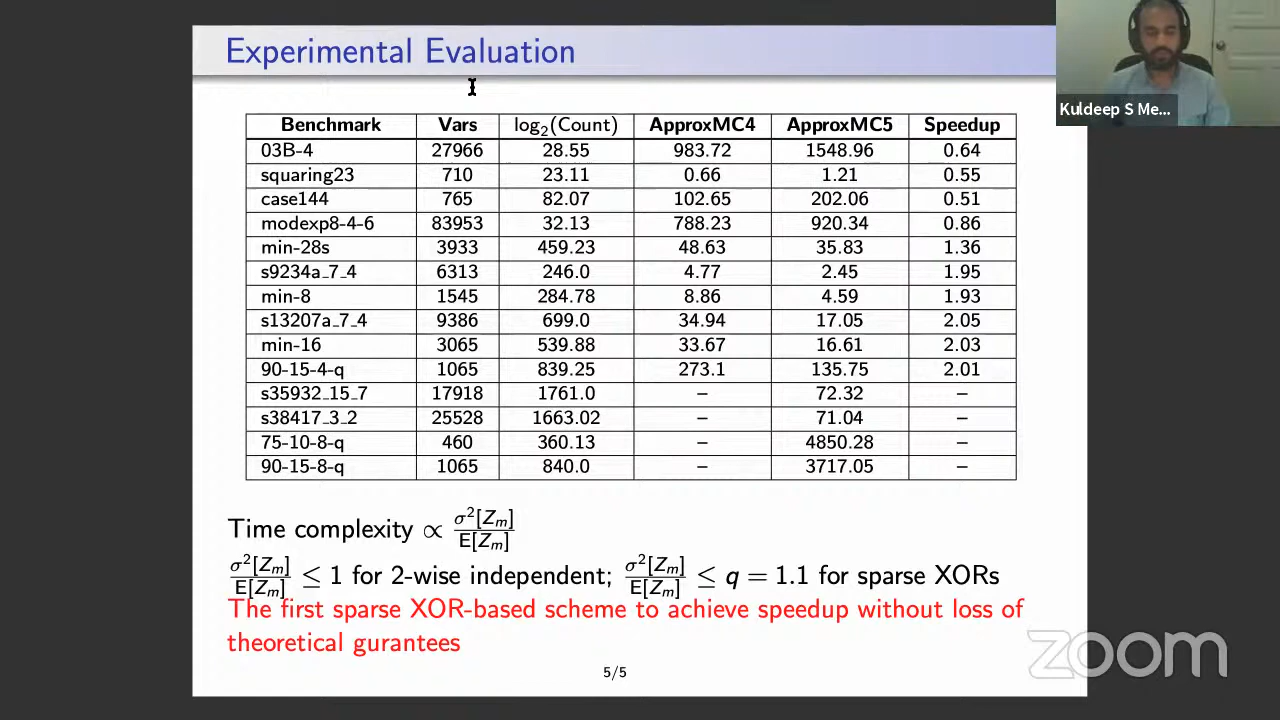 Experimental Evaluation
Kuldeep S Me...
Benchmark Vars log₂(Count) ApproxMC4 ApproxMC5 Speedup
03B-4 27966 28.55 983.72 1548.96 0.64
squaring23 710 23.11 0.66 1.21 0.55
case144 765 82.07 102.65 202.06 0.51
modexp8-4-6 83953 32.13 788.23 920.34 0.86
min-28s 3933 459.23 48.63 35.83 1.36
s9234a_7_4 6313 246.0 4.77 2.45 1.95
min-8 1545 284.78 8.86 4.59 1.93
s13207a_7_4 9386 699.0 34.94 17.05 2.05
min-16 3065 539.88 33.67 16.61 2.03
90-15-4-q 1065 839.25 273.1 135.75 2.01
s35932_15_7 17918 1761.0 – 72.32 –
s38417_3_2 25528 1663.02 – 71.04 –
75-10-8-q 460 360.13 – 4850.28 –
90-15-8-q 1065 840.0 – 3717.05 –
Time complexity ∝ σ²[Zₘ]/E[Zₘ]
σ²[Zₘ]/E[Zₘ] ≤ 1 for 2-wise independent; σ²[Zₘ]/E[Zₘ] ≤ q = 1.1 for sparse XORs
The first sparse XOR-based scheme to achieve speedup without loss of
theoretical gurantees
5/5
zoom